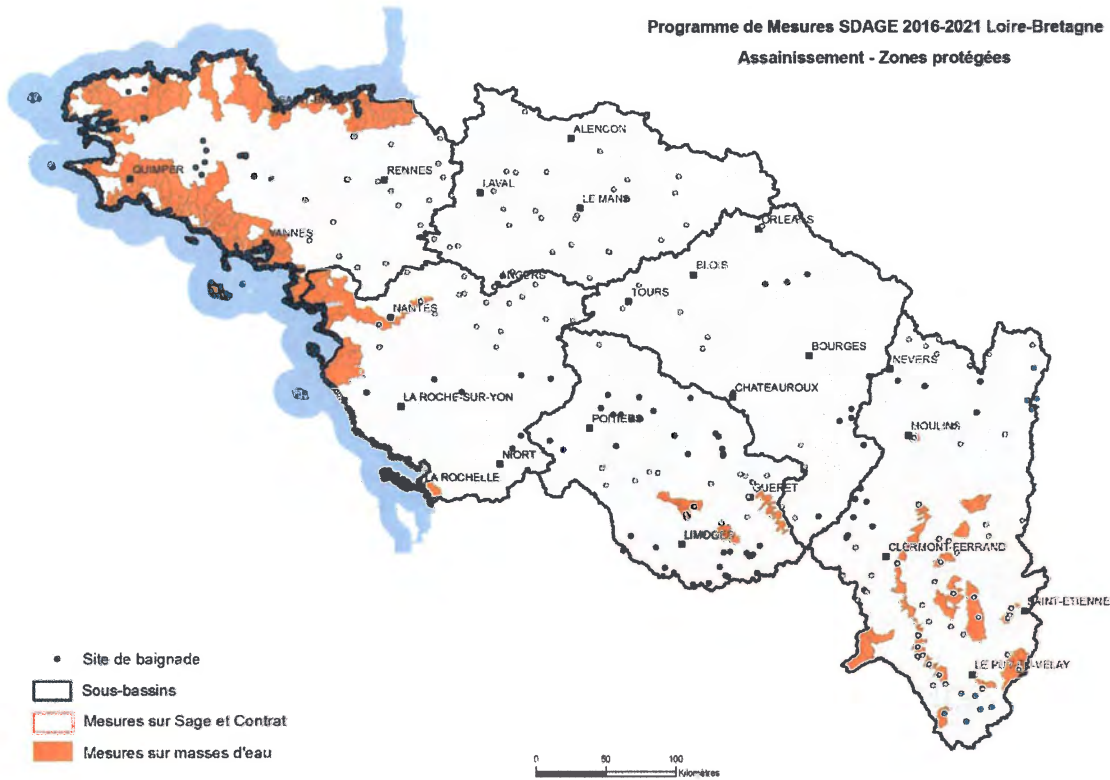 Programme de Mesures SDAGE 2016-2021 Loire-Bretagne
Assainissement - Zones protégées
ALENCON
QUIMPER
RENNES
LAVAL
LE MANS
VANNES
ORLEANS
ANGERS
BLOIS
TOURS
NANTES
BOURGES
NEVERS
CHATEAUROUX
LA ROCHE-SUR-YON
POITIERS
MOULINS
NIORT
LA ROCHELLE
GUERET
LIMOGES
CLERMONT-FERRAND
SAINT-ETIENNE
LE PUY-EN-VELAY
Site de baignade
Sous-bassins
Mesures sur Sage et Contrat
Mesures sur masses d'eau
0 50 100
Kilomètres